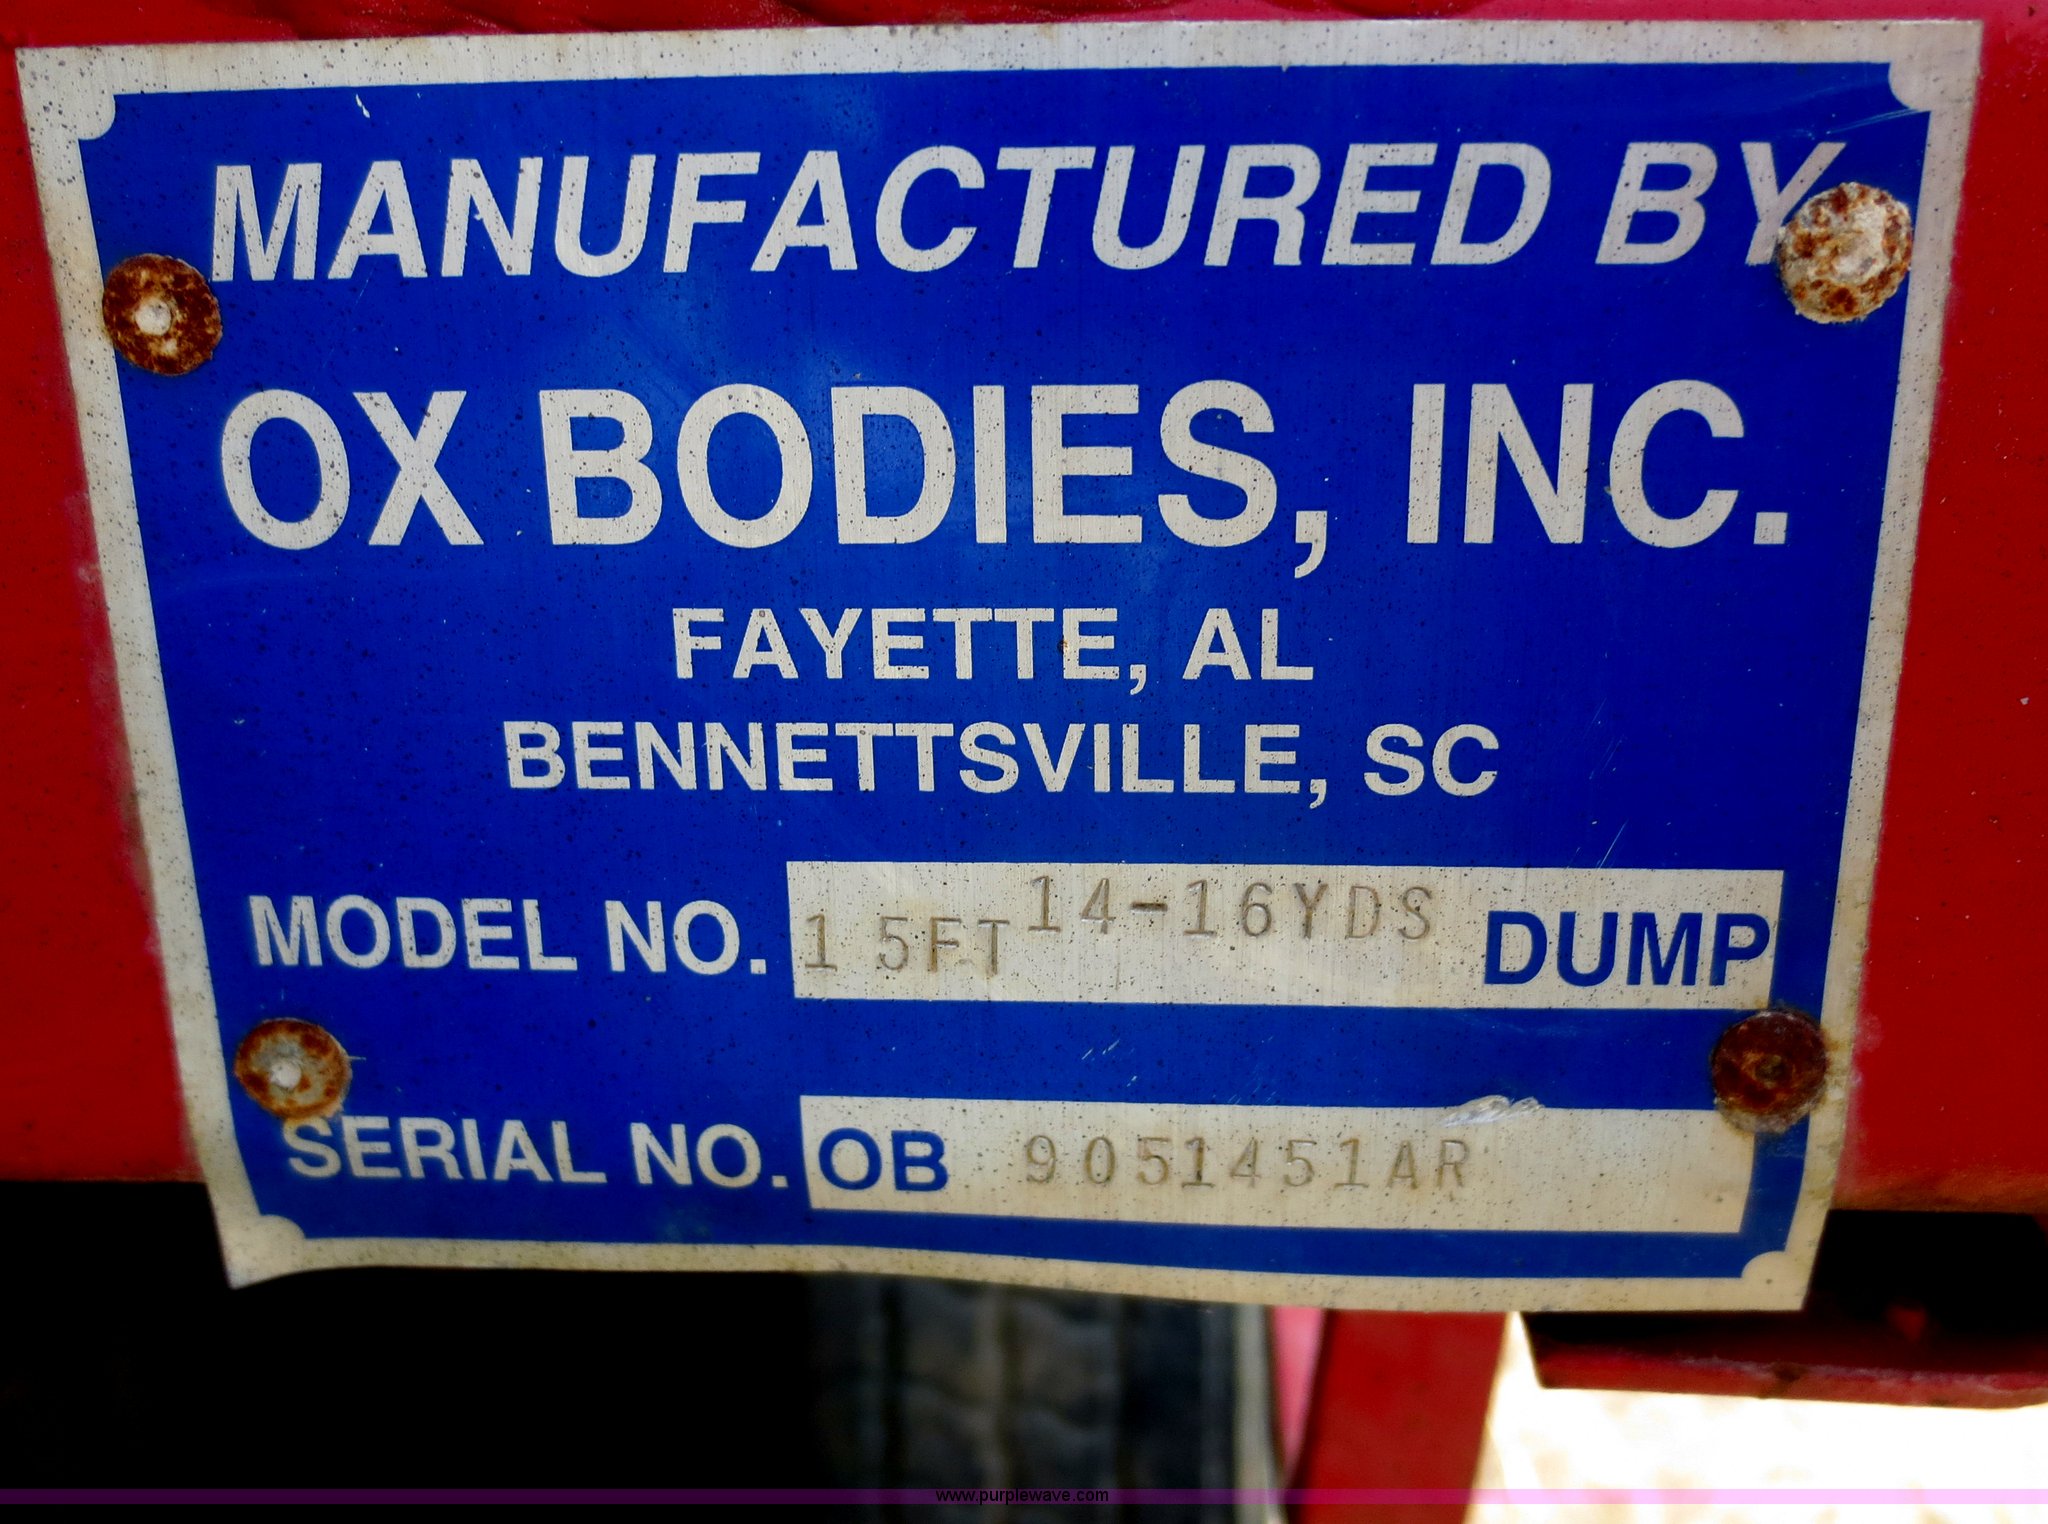 MANUFACTURED BY
OX BODIES, INC.
FAYETTE, AL
BENNETTSVILLE, SC
MODEL NO. 15FT 14-16YDS DUMP
SERIAL NO. OB 9051451AR
www.purplewave.com